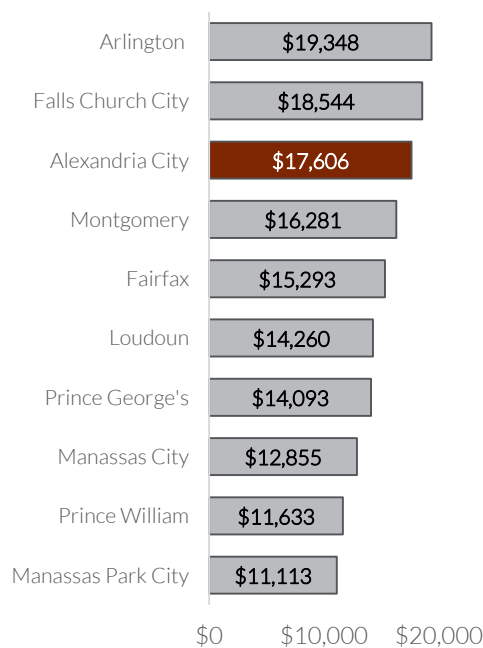 Arlington $19,348
Falls Church City $18,544
Alexandria City $17,606
Montgomery $16,281
Fairfax $15,293
Loudoun $14,260
Prince George's $14,093
Manassas City $12,855
Prince William $11,633
Manassas Park City $11,113
$0 $10,000 $20,000